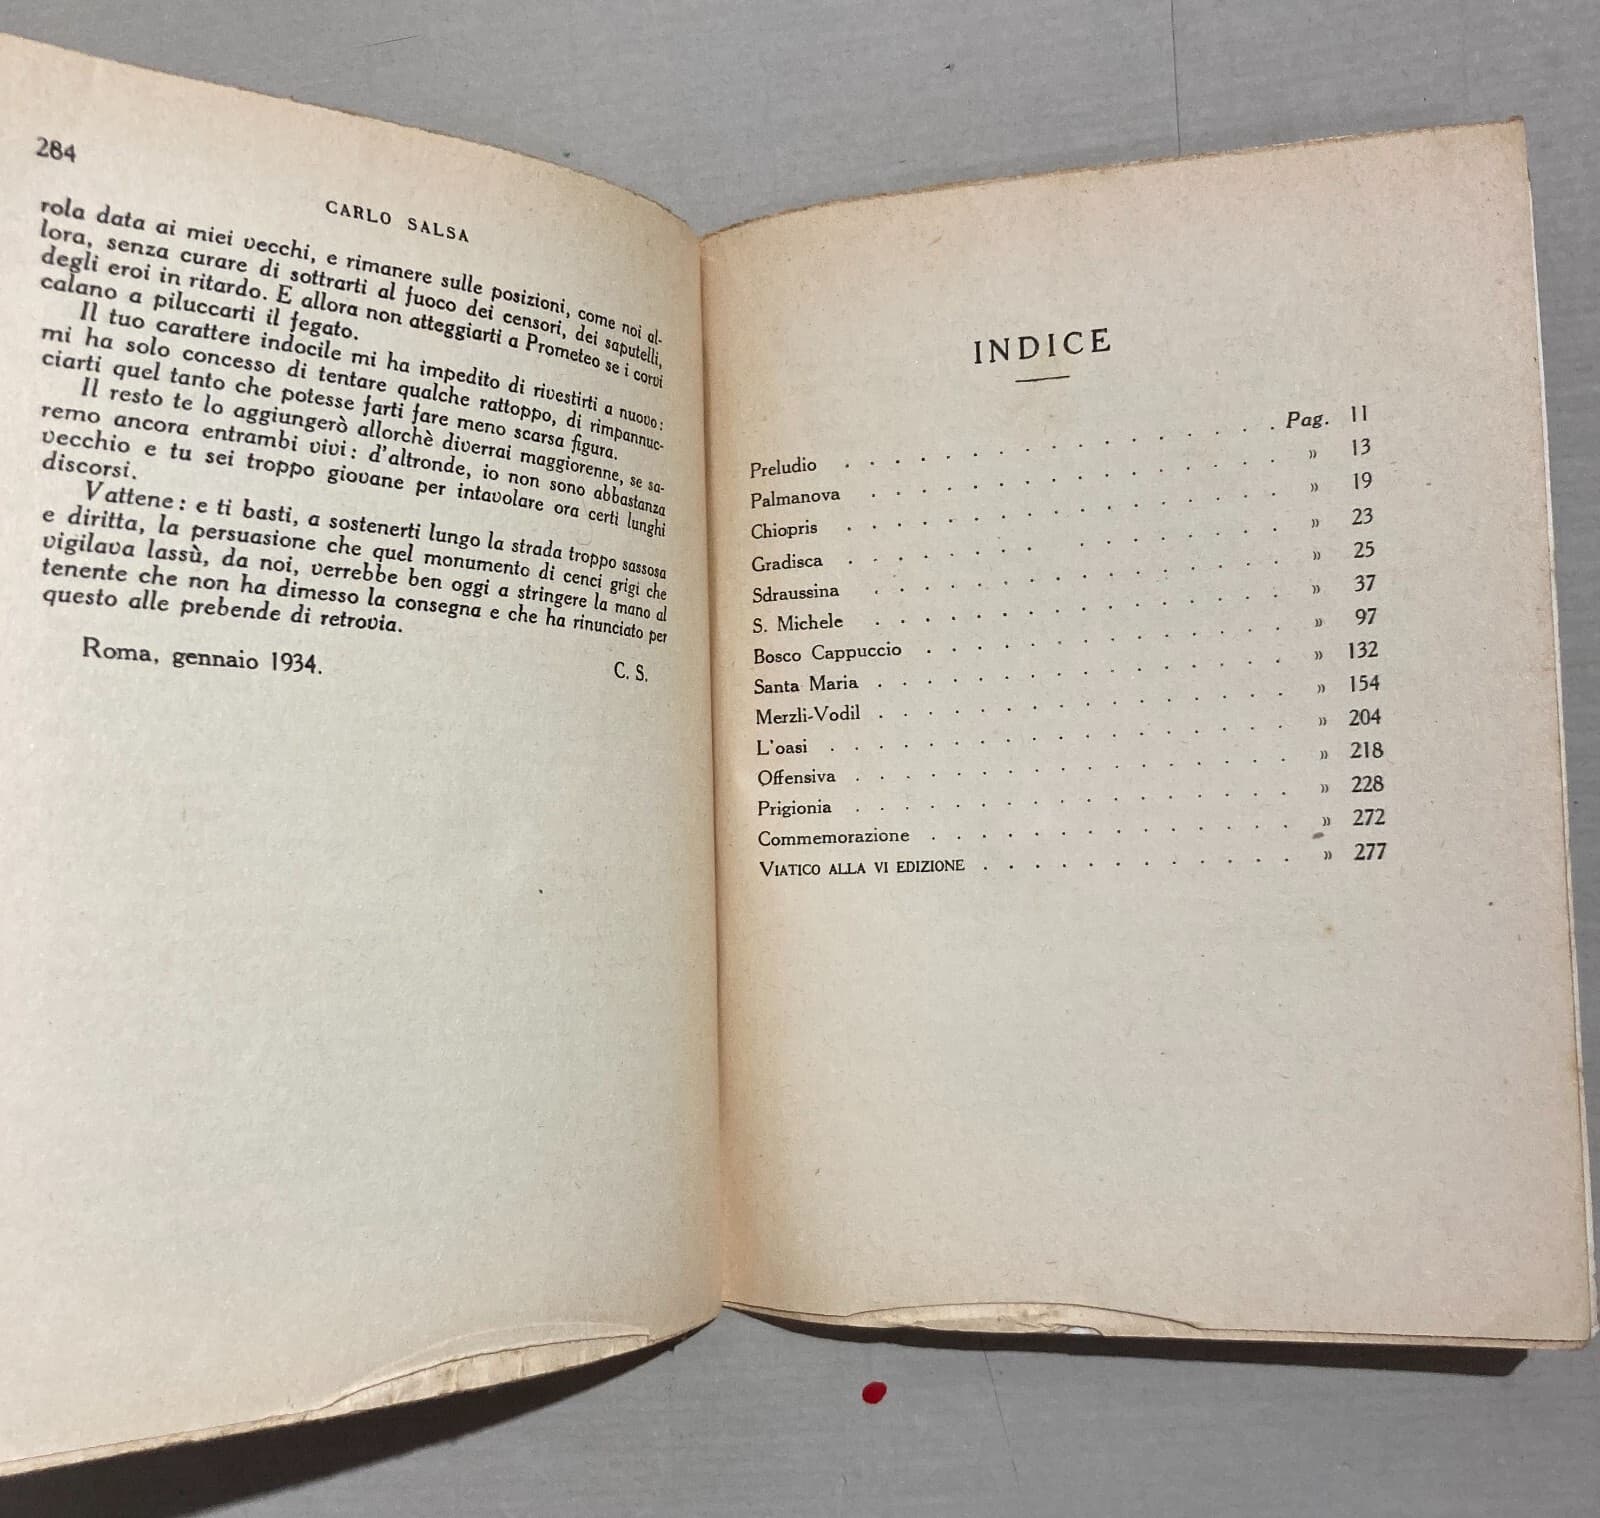 284
CARLO SALSA
rola data ai miei vecchi, e rimanere sulle posizioni, come noi al-
lora, senza curare di sottrarti al fuoco dei censori, dei saputelli,
degli eroi in ritardo. E allora non atteggiarti a Prometeo se i corvi
calano a piluccarti il fegato.
Il tuo carattere indocile mi ha impedito di rivestirti a nuovo:
mi ha solo concesso di tentare qualche rattoppo, di rimpannuc-
ciarti quel tanto che potesse farti fare meno scarsa figura.
Il resto te lo aggiungerò allorchè diverrai maggiorenne, se sa-
remo ancora entrambi vivi: d'altronde, io non sono abbastanza
vecchio e tu sei troppo giovane per intavolare ora certi lunghi
discorsi.
Vattene: e ti basti, a sostenerti lungo la strada troppo sassosa
e diritta, la persuasione che quel monumento di cenci grigi che
vigilava lassù, da noi, verrebbe ben oggi a stringere la mano al
tenente che non ha dimesso la consegna e che ha rinunciato per
questo alle prebende di retrovia.
Roma, gennaio 1934.
C. S.
INDICE
Preludio . . . . . . . . . . . . . . . . . . Pag. 11
Palmanova . . . . . . . . . . . . . . . . . » 13
Chiopris . . . . . . . . . . . . . . . . . . » 19
Gradisca . . . . . . . . . . . . . . . . . . » 23
Sdraussina . . . . . . . . . . . . . . . . . » 25
S. Michele . . . . . . . . . . . . . . . . . » 37
Bosco Cappuccio . . . . . . . . . . . . . . . » 97
Santa Maria . . . . . . . . . . . . . . . . . » 132
Merzli-Vodil . . . . . . . . . . . . . . . . . » 154
L'oasi . . . . . . . . . . . . . . . . . . . » 204
Offensiva . . . . . . . . . . . . . . . . . . » 218
Prigionia . . . . . . . . . . . . . . . . . . » 228
Commemorazione . . . . . . . . . . . . . . . » 272
VIATICO ALLA VI EDIZIONE . . . . . . . . . . . . . » 277